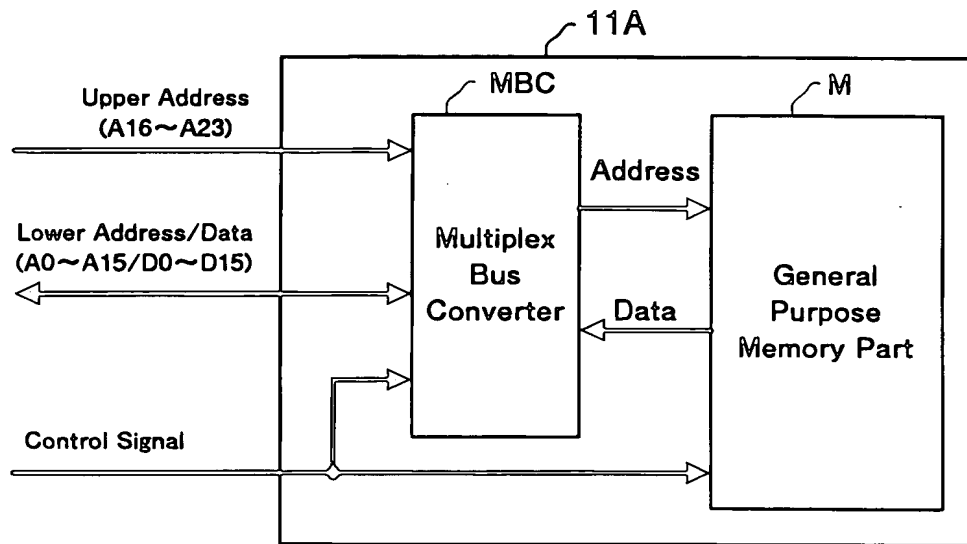 11A
MBC
M
Upper Address
(A16~A23)
Address
Lower Address/Data
(A0~A15/D0~D15)
Multiplex
Bus
Converter
General
Purpose
Memory Part
Data
Control Signal